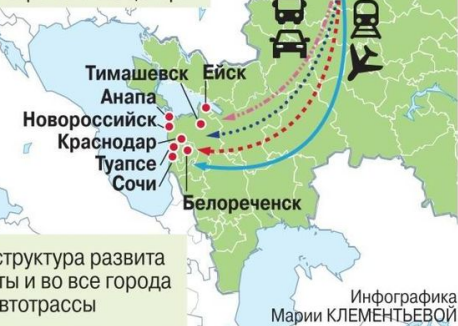 Тимашевск Ейск
Анапа
Новороссийск
Краснодар
Туапсе
Сочи
Белореченск
структура развита
ты и во все города
втотрассы
Инфографика
Марии КЛЕМЕНТЬЕВОЙ